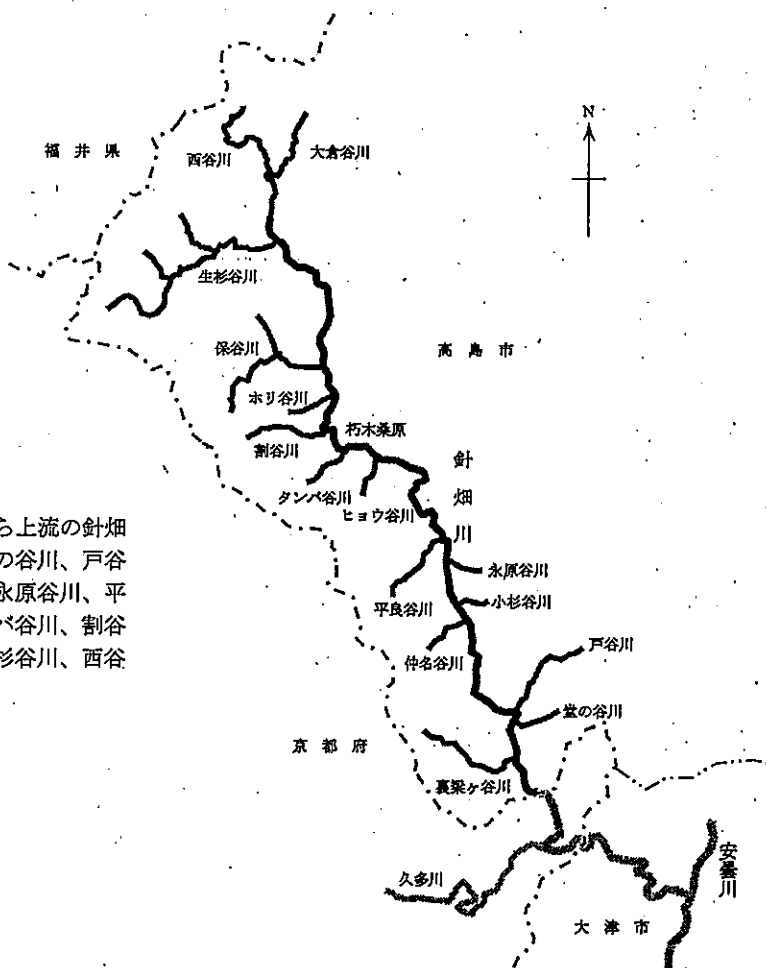 N
福井県
西谷川
大倉谷川
生杉谷川
保谷川
高島市
ホリ谷川
朽木桑原
割谷川
針畑川
タンバ谷川
ヒョウ谷川
ら上流の針畑
の谷川、戸谷
永原谷川、平
バ谷川、割谷
杉谷川、西谷
永原谷川
平良谷川
小杉谷川
仲名谷川
戸谷川
堂の谷川
京都府
裏梁ヶ谷川
久多川
安曇川
大津市